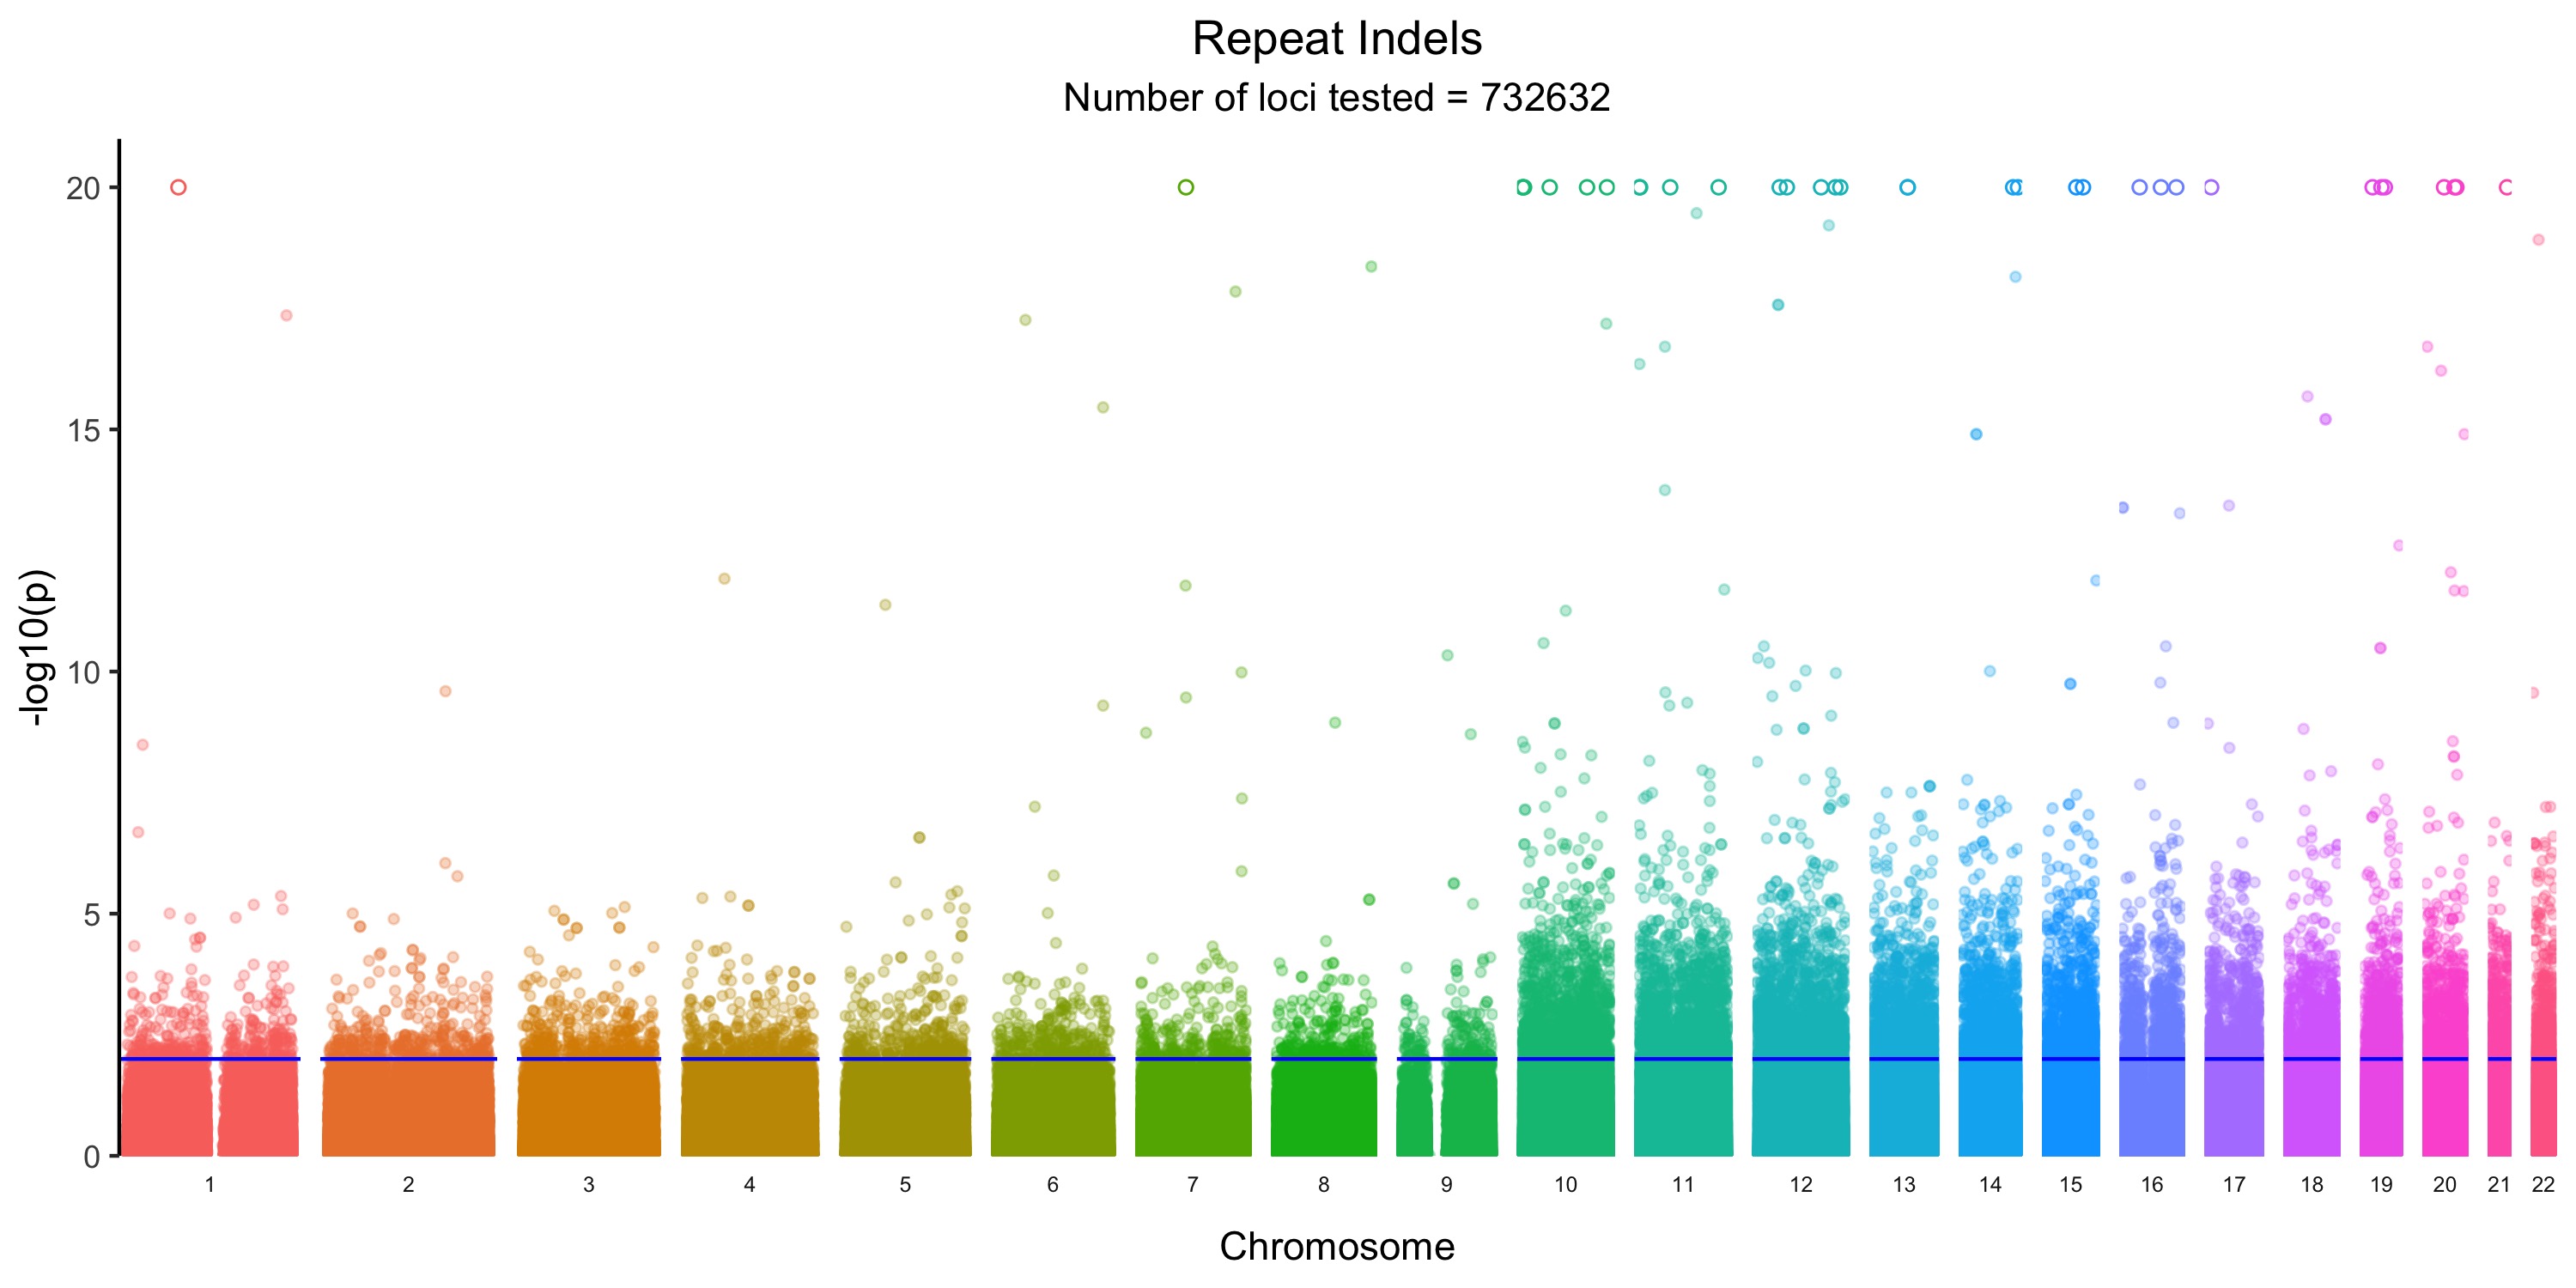 Repeat Indels
Number of loci tested = 732632
20
15
10
5
0
-log10(p)
1 2 3 4 5 6 7 8 9 10 11 12 13 14 15 16 17 18 19 20 21 22
Chromosome